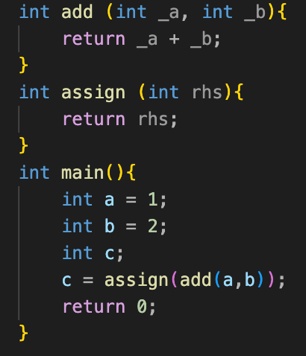 int add (int _a, int _b){
    return _a + _b;
}
int assign (int rhs){
    return rhs;
}
int main(){
    int a = 1;
    int b = 2;
    int c;
    c = assign(add(a,b));
    return 0;
}